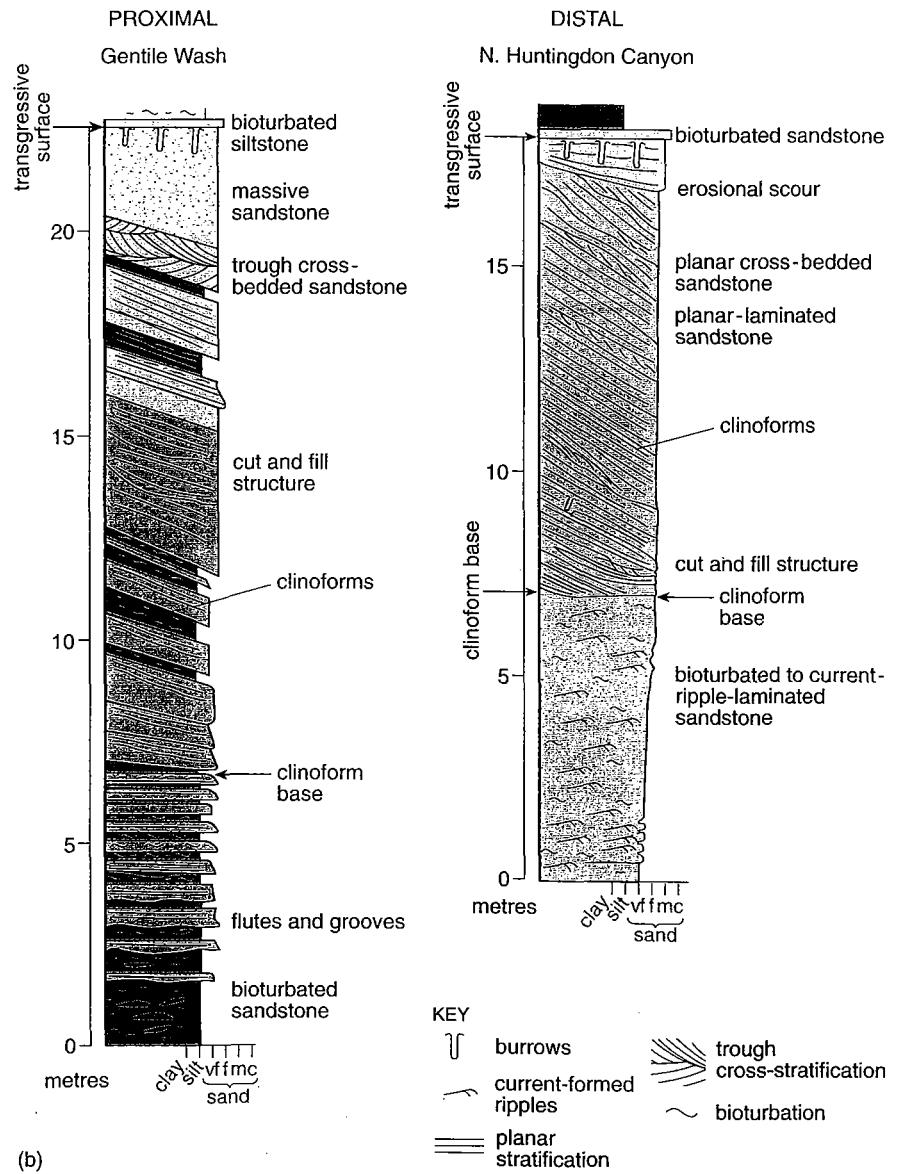 PROXIMAL
Gentile Wash
transgressive
surface
bioturbated
siltstone
massive
sandstone
20
trough cross-
bedded sandstone
15
cut and fill
structure
clinoforms
10
clinoform
base
5
flutes and grooves
bioturbated
sandstone
0
metres
clay
silt
vf f m c
sand
(b)
DISTAL
N. Huntingdon Canyon
transgressive
surface
bioturbated sandstone
erosional scour
15
planar cross-bedded
sandstone
planar-laminated
sandstone
clinoforms
10
clinoform base
cut and fill structure
clinoform
base
5
bioturbated to current-
ripple-laminated
sandstone
0
metres
clay
silt
vf f m c
sand
KEY
burrows
current-formed
ripples
planar
stratification
trough
cross-stratification
bioturbation